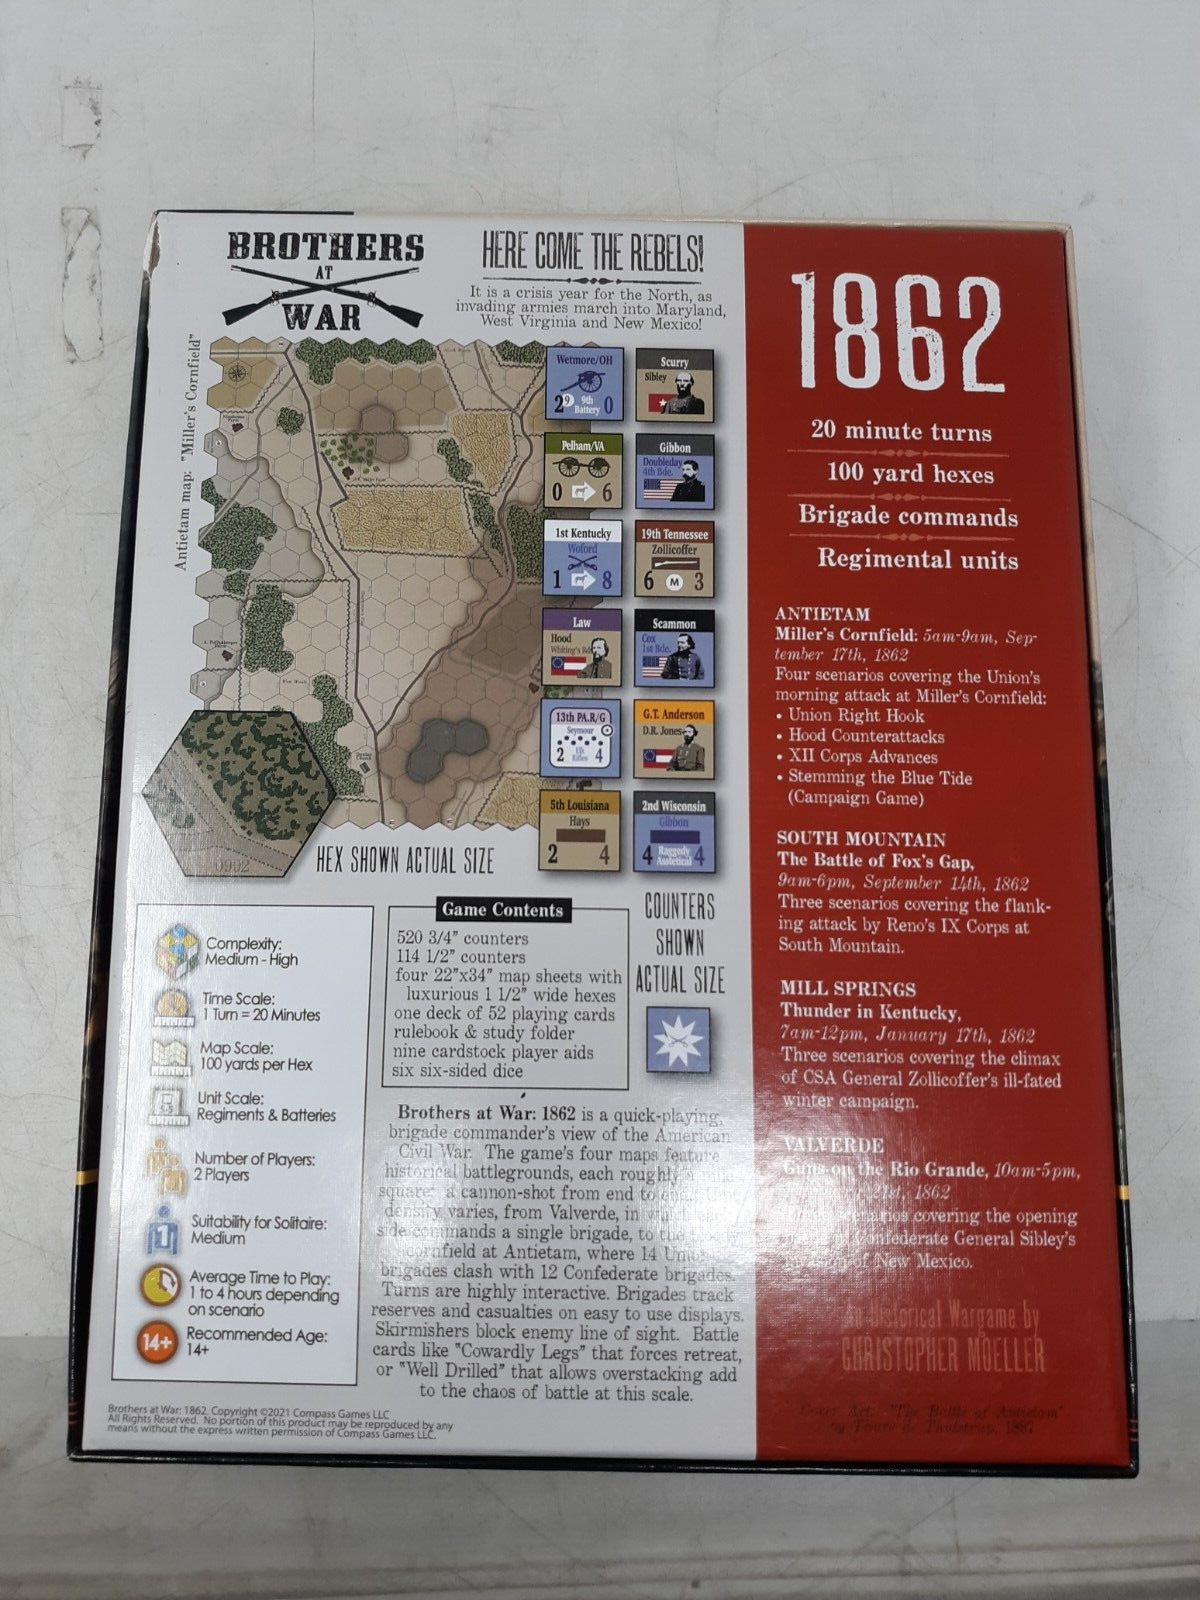 BROTHERS
AT
WAR
HERE COME THE REBELS!
It is a crisis year for the North, as
invading armies march into Maryland,
West Virginia and New Mexico!
Antietam map: "Miller's Cornfield"
Wetmore/OH
9th
Battery
2 9 0
Scurry
Sibley
Pelham/VA
0 6
Gibbon
Doubleday
4th Bde.
1st Kentucky
Woford
1 8
19th Tennessee
Zollicoffer
6 M 3
Law
Hood
Whiting's
Scammon
Cox
1st Bde.
13th PA.R/G
Seymour
2 4
Elk.
Rifles
G.T. Anderson
D.R. Jones
5th Louisiana
Hays
2 4
2nd Wisconsin
Gibbon
4 Raggedy 4
0902
HEX SHOWN ACTUAL SIZE
COUNTERS
SHOWN
ACTUAL SIZE
Complexity:
Medium - High
Time Scale:
1 Turn = 20 Minutes
Map Scale:
100 yards per Hex
Unit Scale:
Regiments & Batteries
Number of Players:
2 Players
1
Suitability for Solitaire:
Medium
Average Time to Play:
1 to 4 hours depending
on scenario
14+
Recommended Age:
14+
Game Contents
520 3/4" counters
114 1/2" counters
four 22"x34" map sheets with
luxurious 1 1/2" wide hexes
one deck of 52 playing cards
rulebook & study folder
nine cardstock player aids
six six-sided dice
Brothers at War: 1862 is a quick-playing,
brigade commander's view of the American
Civil War. The game's four maps feature
historical battlegrounds, each roughly a
square: a cannon-shot from end to
density varies, from Valverde, in
side commands a single brigade, to the
cornfield at Antietam, where 14
brigades clash with 12 Confederate brigades.
Turns are highly interactive. Brigades track
reserves and casualties on easy to use displays.
Skirmishers block enemy line of sight. Battle
cards like "Cowardly Legs" that forces retreat,
or "Well Drilled" that allows overstacking add
to the chaos of battle at this scale.
Brothers at War: 1862. Copyright ©2021 Compass Games LLC
All Rights Reserved. No portion of this product may be reproduced by any
means without the express written permission of Compass Games LLC.
1862
20 minute turns
100 yard hexes
Brigade commands
Regimental units
ANTIETAM
Miller's Cornfield: 5am-9am, Sep-
tember 17th, 1862
Four scenarios covering the Union's
morning attack at Miller's Cornfield:
• Union Right Hook
• Hood Counterattacks
• XII Corps Advances
• Stemming the Blue Tide
(Campaign Game)
SOUTH MOUNTAIN
The Battle of Fox's Gap,
9am-6pm, September 14th, 1862
Three scenarios covering the flank-
ing attack by Reno's IX Corps at
South Mountain.
MILL SPRINGS
Thunder in Kentucky,
7am-12pm, January 17th, 1862
Three scenarios covering the climax
of CSA General Zollicoffer's ill-fated
winter campaign.
VALVERDE
Guns on the Rio Grande, 10am-5pm,
21st, 1862
scenarios covering the opening
Confederate General Sibley's
invasion of New Mexico.
An Historical Wargame by
CHRISTOPHER MOELLER
Cover Art: "The Battle of Antietam"
by Thure de Thulstrup, 1887